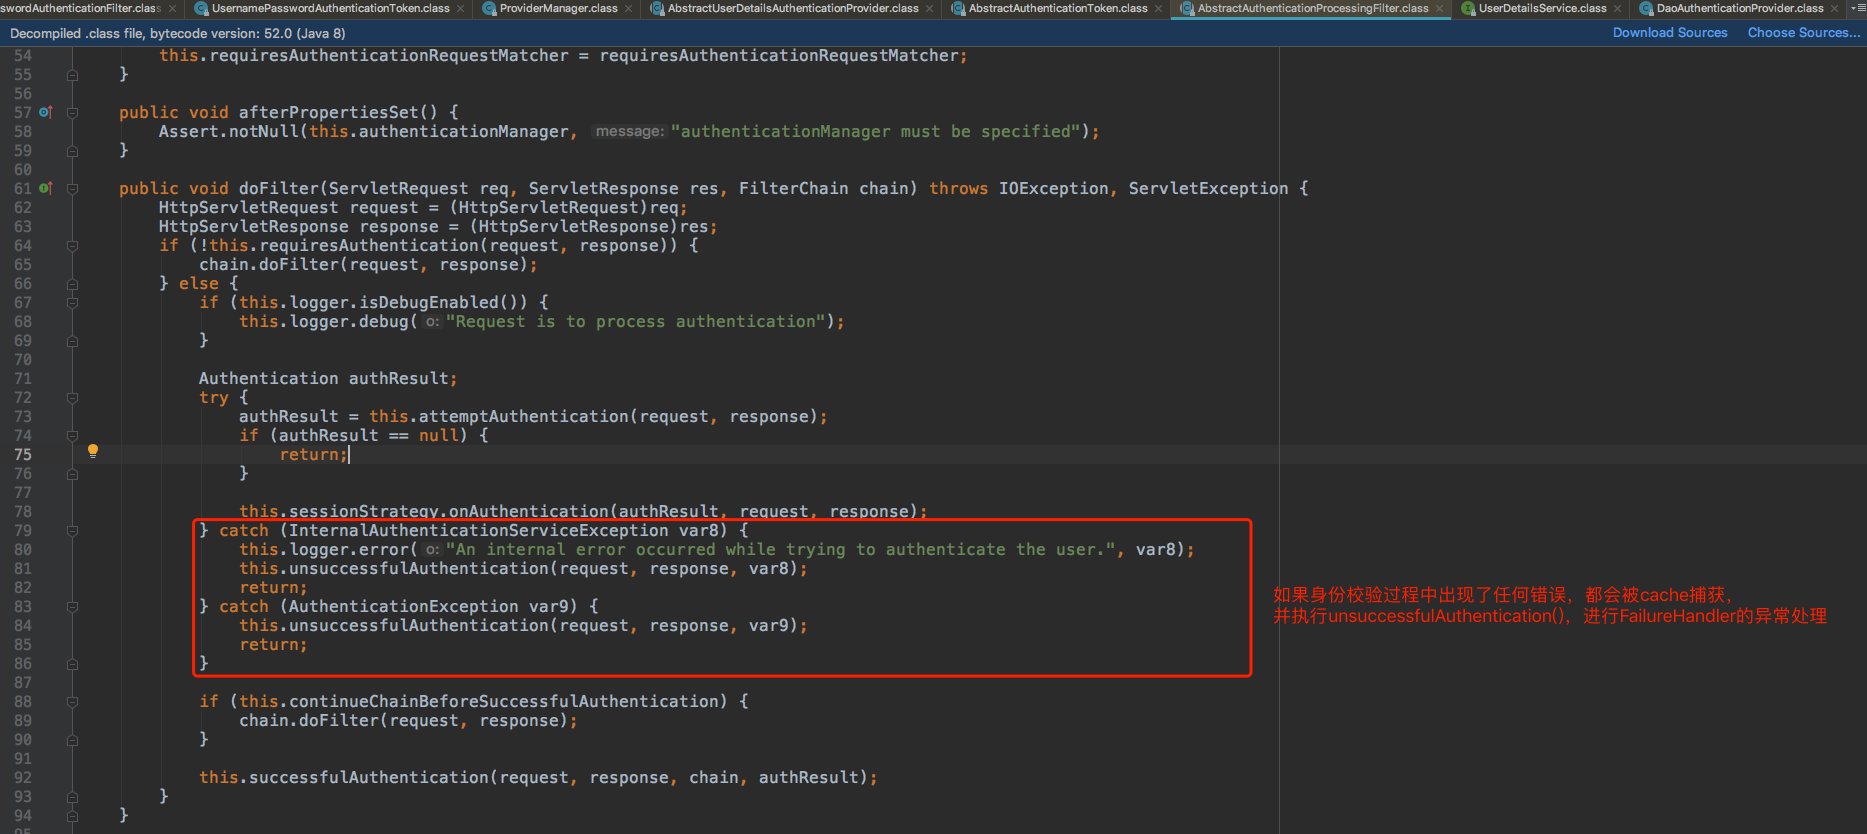 swordAuthenticationFilter.class UsernamePasswordAuthenticationToken.class ProviderManager.class AbstractUserDetailsAuthenticationProvider.class AbstractAuthenticationToken.class AbstractAuthenticationProcessingFilter.class UserDetailsService.class DaoAuthenticationProvider.class
Decompiled .class file, bytecode version: 52.0 (Java 8) Download Sources Choose Sources...
54 this.requiresAuthenticationRequestMatcher = requiresAuthenticationRequestMatcher;
55 }
56
57 public void afterPropertiesSet() {
58 Assert.notNull(this.authenticationManager, message: "authenticationManager must be specified");
59 }
60
61 public void doFilter(ServletRequest req, ServletResponse res, FilterChain chain) throws IOException, ServletException {
62 HttpServletRequest request = (HttpServletRequest)req;
63 HttpServletResponse response = (HttpServletResponse)res;
64 if (!this.requiresAuthentication(request, response)) {
65 chain.doFilter(request, response);
66 } else {
67 if (this.logger.isDebugEnabled()) {
68 this.logger.debug( o: "Request is to process authentication");
69 }
70
71 Authentication authResult;
72 try {
73 authResult = this.attemptAuthentication(request, response);
74 if (authResult == null) {
75 return;
76 }
77
78 this.sessionStrategy.onAuthentication(authResult, request, response);
79 } catch (InternalAuthenticationServiceException var8) {
80 this.logger.error( o: "An internal error occurred while trying to authenticate the user.", var8);
81 this.unsuccessfulAuthentication(request, response, var8);
82 return;
83 } catch (AuthenticationException var9) {
84 this.unsuccessfulAuthentication(request, response, var9);
85 return;
86 }
87
88 if (this.continueChainBeforeSuccessfulAuthentication) {
89 chain.doFilter(request, response);
90 }
91
92 this.successfulAuthentication(request, response, chain, authResult);
93 }
94 }
95
如果身份校验过程中出现了任何错误，都会被cache捕获，
并执行unsuccessfulAuthentication()，进行FailureHandler的异常处理